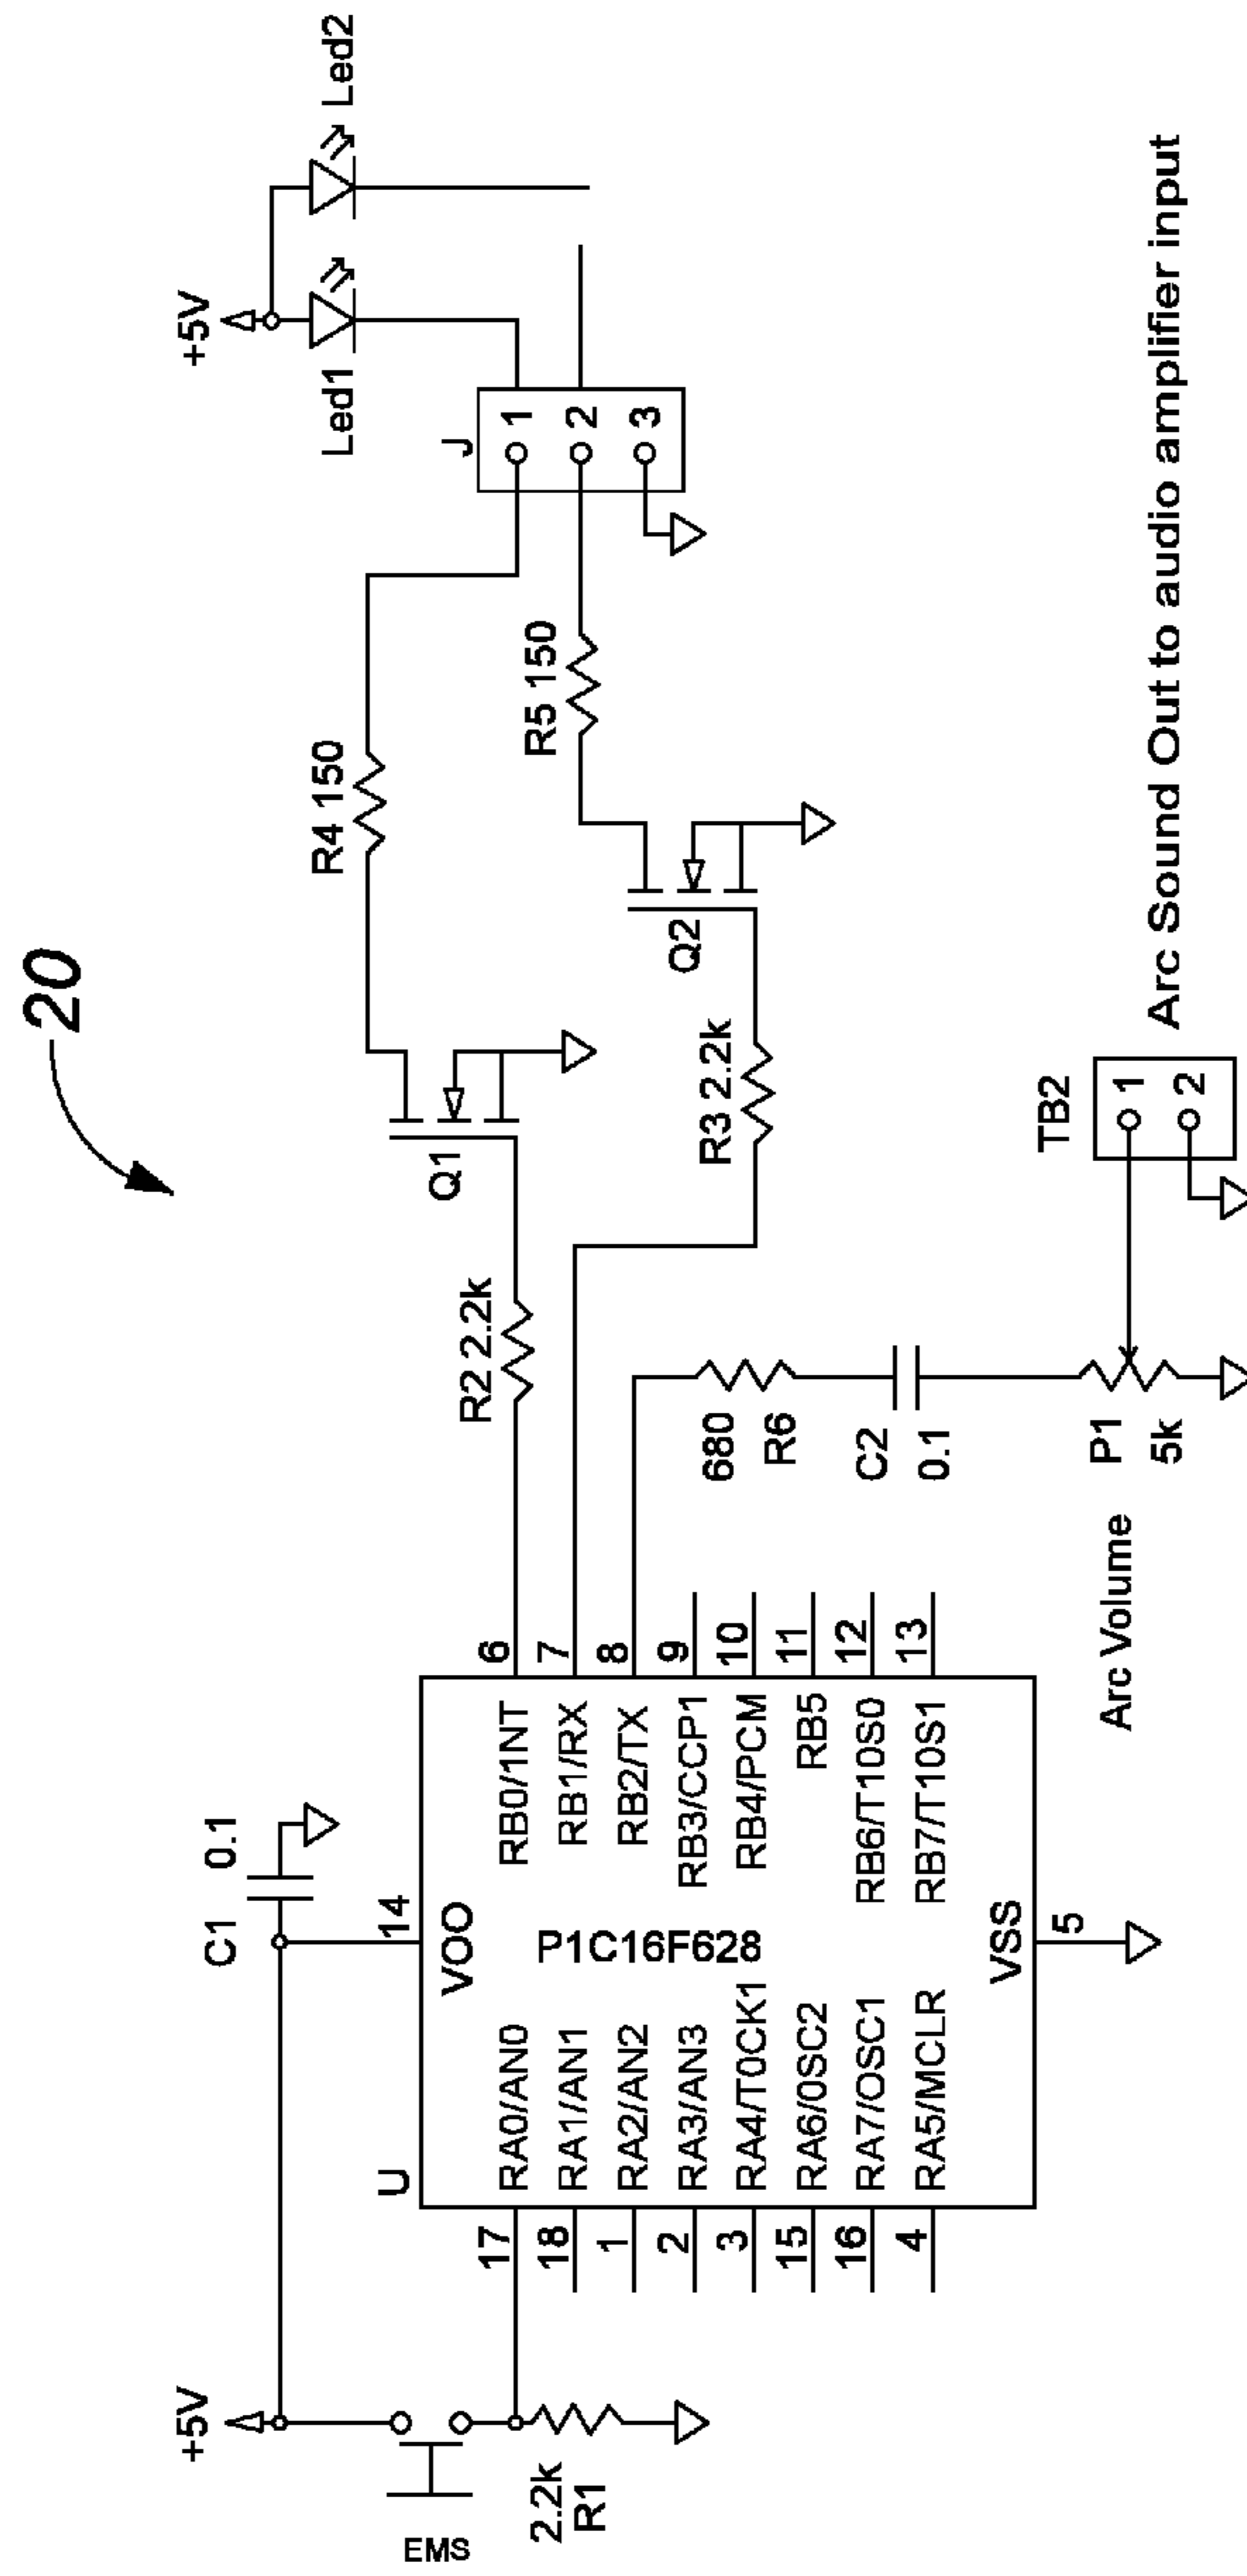 20
+5V
Led1
Led2
J
1
2
3
R4 150
R5 150
Q1
Q2
R2 2.2k
R3 2.2k
TB2
1
2
Arc Sound Out to audio amplifier input
680
R6
C2
0.1
P1
5k
Arc Volume
C1 0.1
+5V
EMS
2.2k
R1
U
14
VOO
P1C16F628
VSS
5
17 RA0/AN0
18 RA1/AN1
1 RA2/AN2
2 RA3/AN3
3 RA4/T0CK1
15 RA6/0SC2
16 RA7/OSC1
4 RA5/MCLR
RB0/1NT 6
RB1/RX 7
RB2/TX 8
RB3/CCP1 9
RB4/PCM 10
RB5 11
RB6/T10S0 12
RB7/T10S1 13